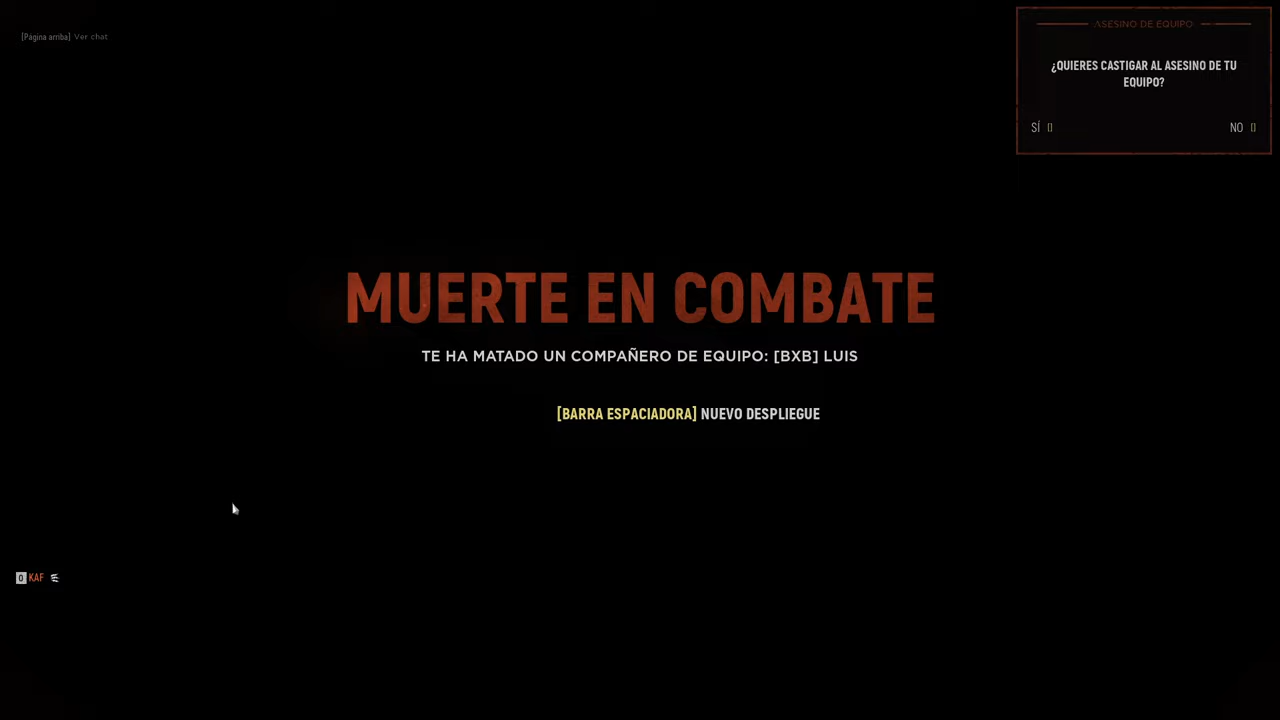 [Página arriba] Ver chat
ASESINO DE EQUIPO
¿QUIERES CASTIGAR AL ASESINO DE TU
EQUIPO?
SÍ []
NO []
MUERTE EN COMBATE
TE HA MATADO UN COMPAÑERO DE EQUIPO: [BXB] LUIS
[BARRA ESPACIADORA] NUEVO DESPLIEGUE
0 KAF